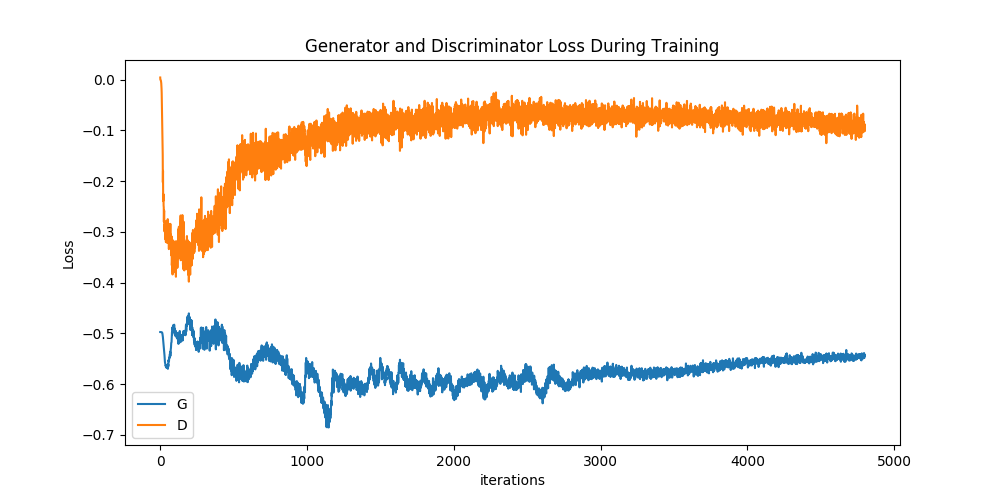 Generator and Discriminator Loss During Training
0.0
−0.1
−0.2
−0.3
−0.4
−0.5
−0.6
−0.7
Loss
G
D
0 1000 2000 3000 4000 5000
iterations